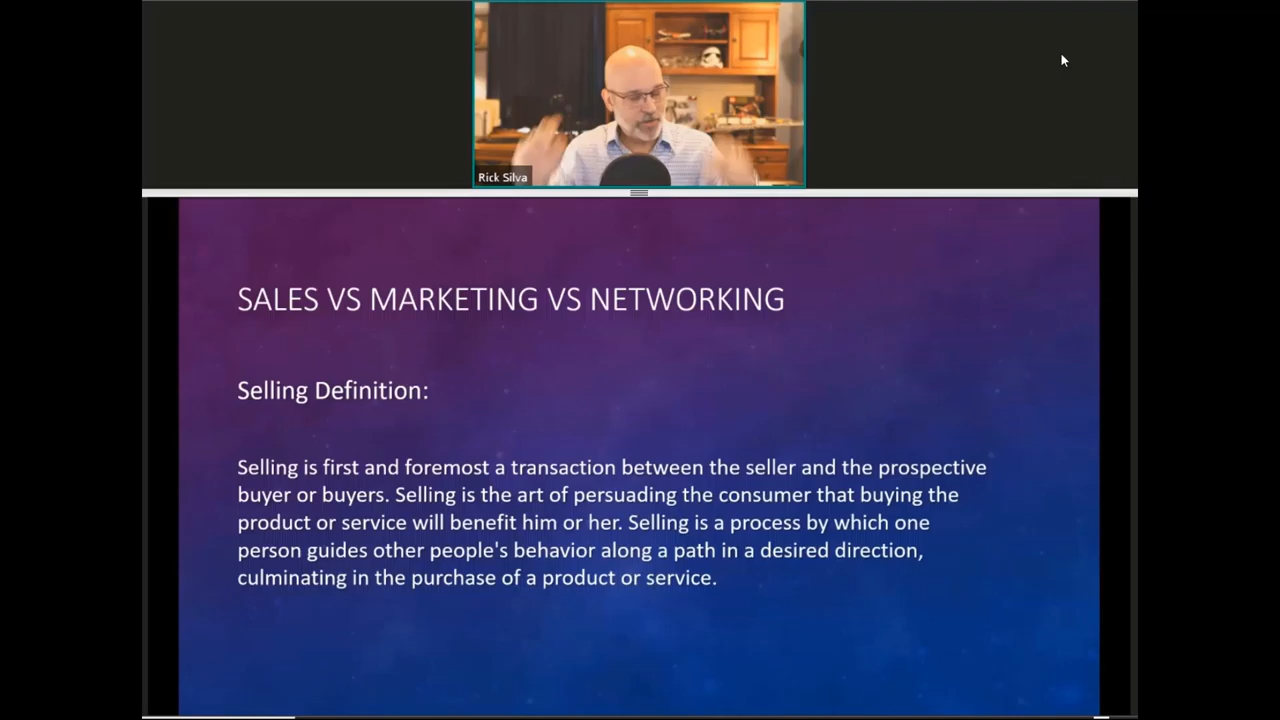 Rick Silva
SALES VS MARKETING VS NETWORKING
Selling Definition:
Selling is first and foremost a transaction between the seller and the prospective
buyer or buyers. Selling is the art of persuading the consumer that buying the
product or service will benefit him or her. Selling is a process by which one
person guides other people's behavior along a path in a desired direction,
culminating in the purchase of a product or service.